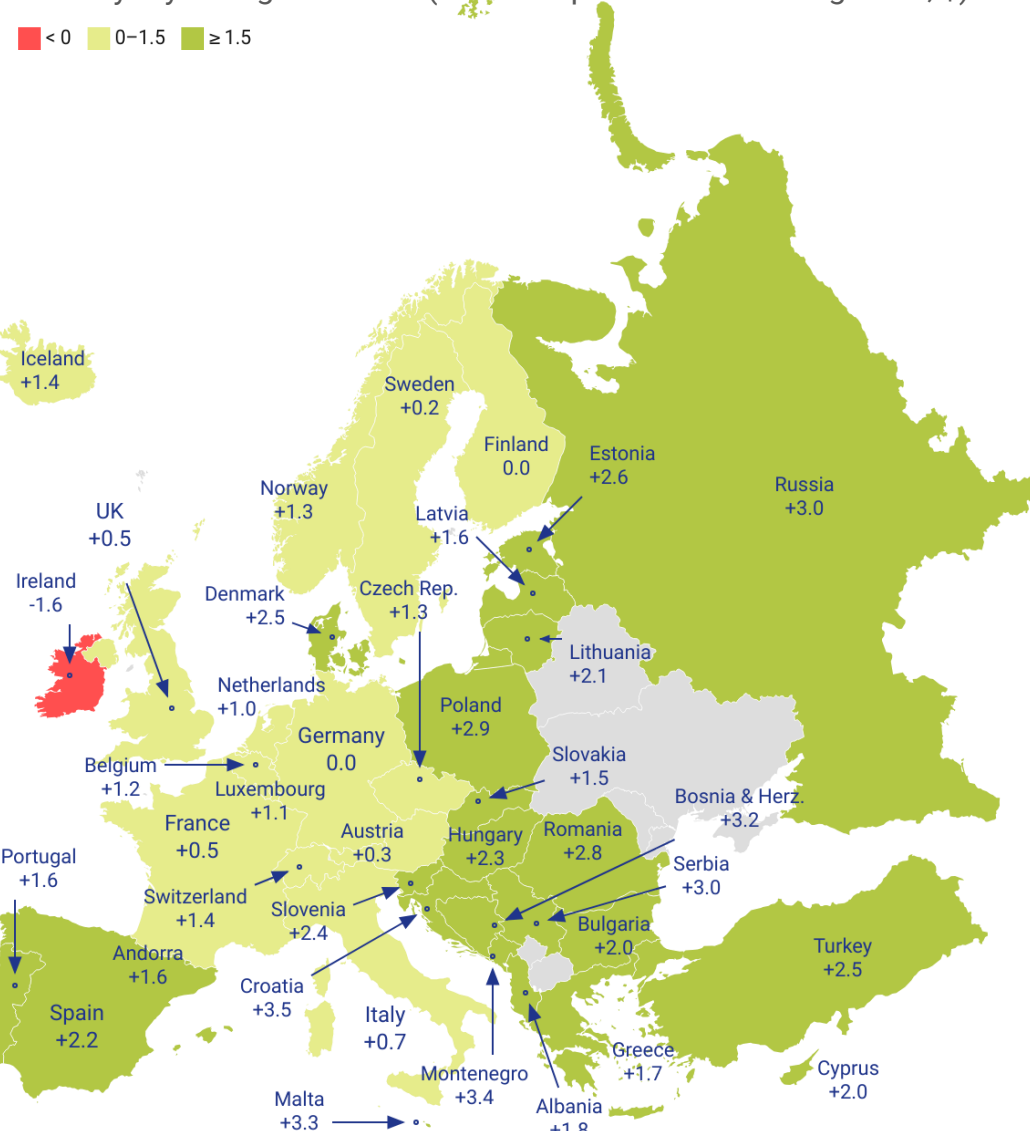 < 0 0–1.5 ≥ 1.5
Iceland
+1.4
Sweden
+0.2
Finland
0.0
Estonia
+2.6
Russia
+3.0
Norway
+1.3
Latvia
+1.6
UK
+0.5
Ireland
-1.6
Denmark
+2.5
Czech Rep.
+1.3
Lithuania
+2.1
Netherlands
+1.0
Poland
+2.9
Germany
0.0
Slovakia
+1.5
Belgium
+1.2
Luxembourg
+1.1
Bosnia & Herz.
+3.2
France
+0.5
Austria
+0.3
Hungary
+2.3
Romania
+2.8
Portugal
+1.6
Serbia
+3.0
Switzerland
+1.4
Slovenia
+2.4
Bulgaria
+2.0
Turkey
+2.5
Andorra
+1.6
Croatia
+3.5
Spain
+2.2
Italy
+0.7
Greece
+1.7
Cyprus
+2.0
Montenegro
+3.4
Malta
+3.3
Albania
+1.8